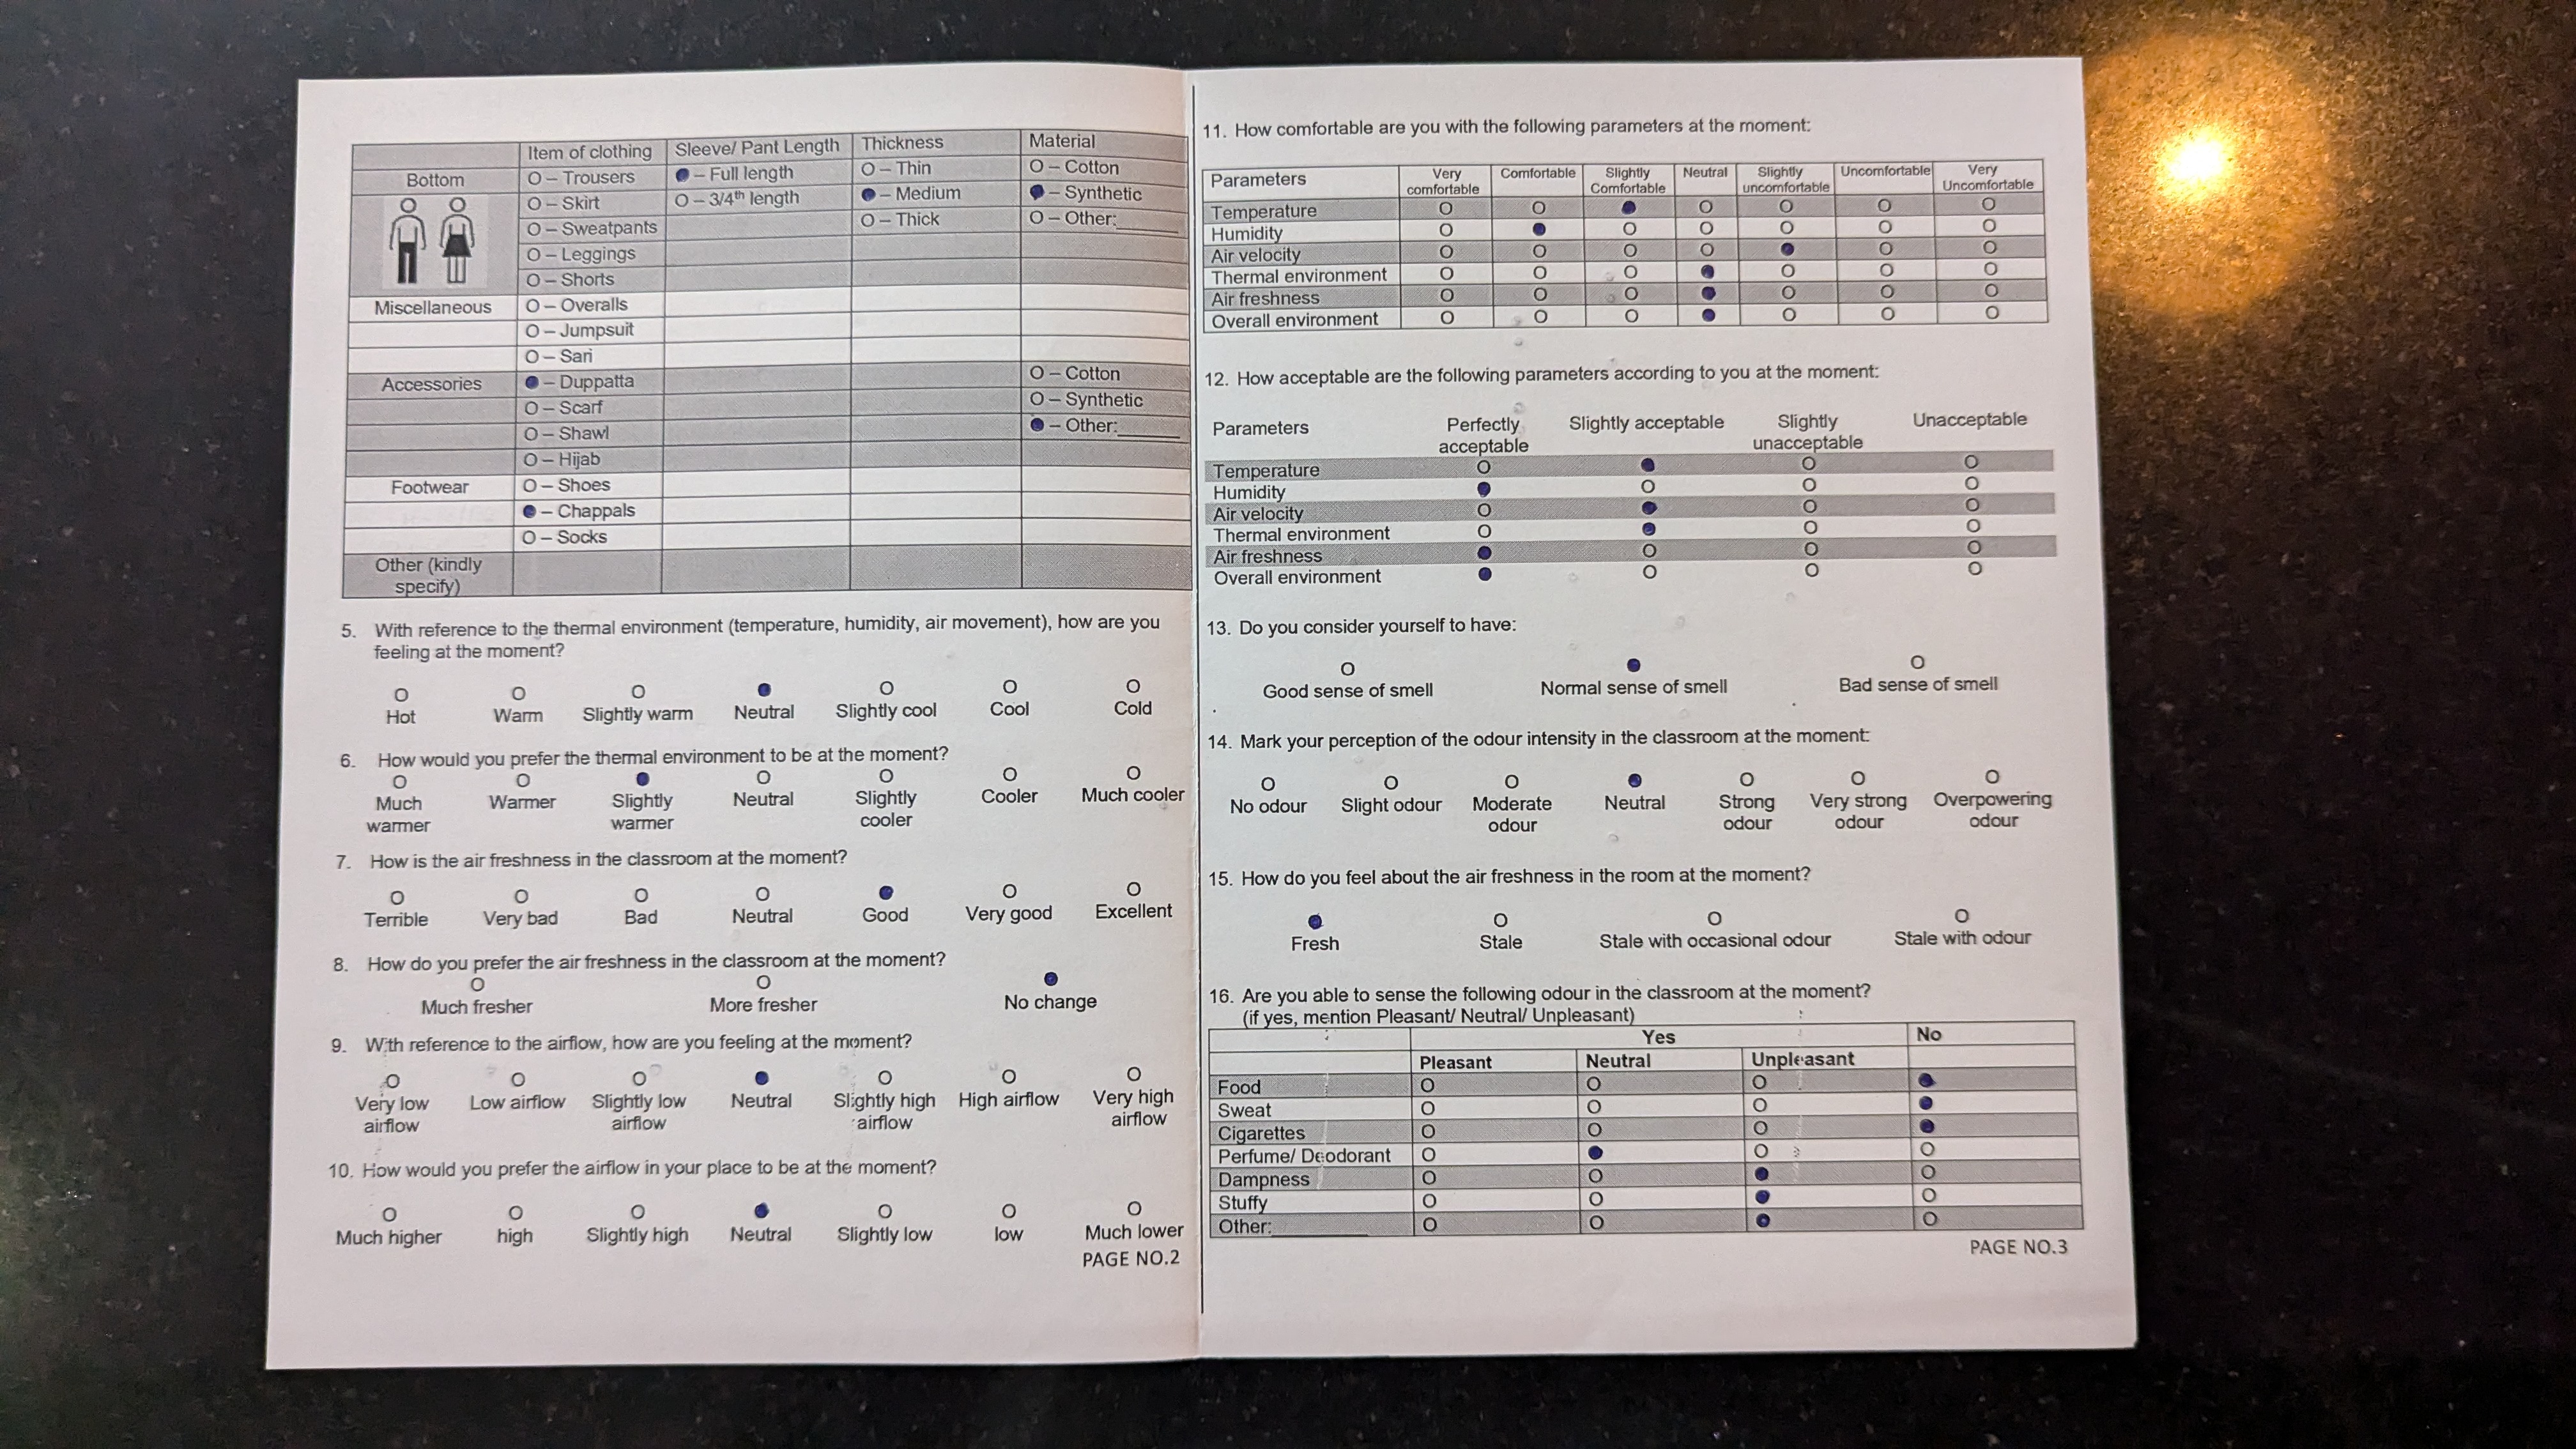 Item of clothing Sleeve/ Pant Length Thickness Material
Bottom O – Trousers ● – Full length O – Thin O – Cotton
O – Skirt O – 3/4th length ● – Medium ● – Synthetic
O – Sweatpants O – Thick O – Other:______
O – Leggings
O – Shorts
Miscellaneous O – Overalls
O – Jumpsuit
O – Sari
Accessories ● – Duppatta O – Cotton
O – Scarf O – Synthetic
O – Shawl ● – Other:______
O – Hijab
Footwear O – Shoes
● – Chappals
O – Socks
Other (kindly
specify)
5. With reference to the thermal environment (temperature, humidity, air movement), how are you
feeling at the moment?
O O O ● O O O
Hot Warm Slightly warm Neutral Slightly cool Cool Cold
6. How would you prefer the thermal environment to be at the moment?
O O ● O O O O
Much Warmer Slightly Neutral Slightly Cooler Much cooler
warmer warmer cooler
7. How is the air freshness in the classroom at the moment?
O O O O ● O O
Terrible Very bad Bad Neutral Good Very good Excellent
8. How do you prefer the air freshness in the classroom at the moment?
O O ●
Much fresher More fresher No change
9. With reference to the airflow, how are you feeling at the moment?
O O O ● O O O
Very low Low airflow Slightly low Neutral Slightly high High airflow Very high
airflow airflow airflow airflow
10. How would you prefer the airflow in your place to be at the moment?
O O O ● O O O
Much higher high Slightly high Neutral Slightly low low Much lower
PAGE NO.2
11. How comfortable are you with the following parameters at the moment:
Parameters Very Comfortable Slightly Neutral Slightly Uncomfortable Very
comfortable Comfortable uncomfortable Uncomfortable
Temperature O O ● O O O O
Humidity O ● O O O O O
Air velocity O O O O ● O O
Thermal environment O O O ● O O O
Air freshness O O O ● O O O
Overall environment O O O ● O O O
12. How acceptable are the following parameters according to you at the moment:
Parameters Perfectly Slightly acceptable Slightly Unacceptable
acceptable unacceptable
Temperature O ● O O
Humidity ● O O O
Air velocity O ● O O
Thermal environment O ● O O
Air freshness ● O O O
Overall environment ● O O O
13. Do you consider yourself to have:
O ● O
Good sense of smell Normal sense of smell Bad sense of smell
14. Mark your perception of the odour intensity in the classroom at the moment:
O O O ● O O O
No odour Slight odour Moderate Neutral Strong Very strong Overpowering
odour odour odour odour
15. How do you feel about the air freshness in the room at the moment?
● O O O
Fresh Stale Stale with occasional odour Stale with odour
16. Are you able to sense the following odour in the classroom at the moment?
(if yes, mention Pleasant/ Neutral/ Unpleasant)
Yes No
Pleasant Neutral Unpleasant
Food O O O ●
Sweat O O O ●
Cigarettes O O O ●
Perfume/ Deodorant O ● O O
Dampness O O ● O
Stuffy O O ● O
Other:________ O O ● O
PAGE NO.3